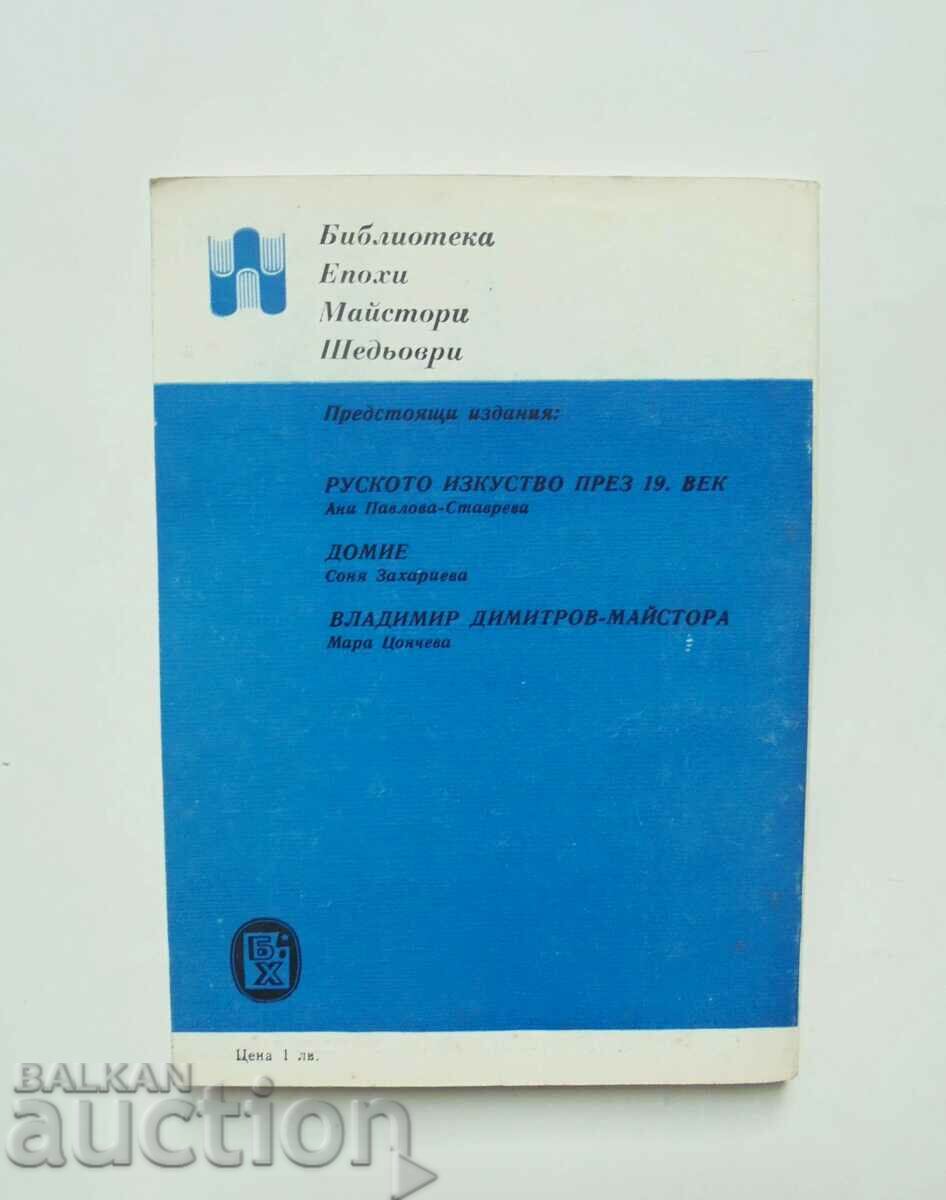 Библиотека
Епохи
Майстори
Шедьоври
Предстоящи издания:
РУСКОТО ИЗКУСТВО ПРЕЗ 19. ВЕК
Ани Павлова-Ставрева
ДОМИЕ
Соня Захариева
ВЛАДИМИР ДИМИТРОВ-МАЙСТОРА
Мара Цончева
БХ
Цена 1 лв.
BALKAN
auction